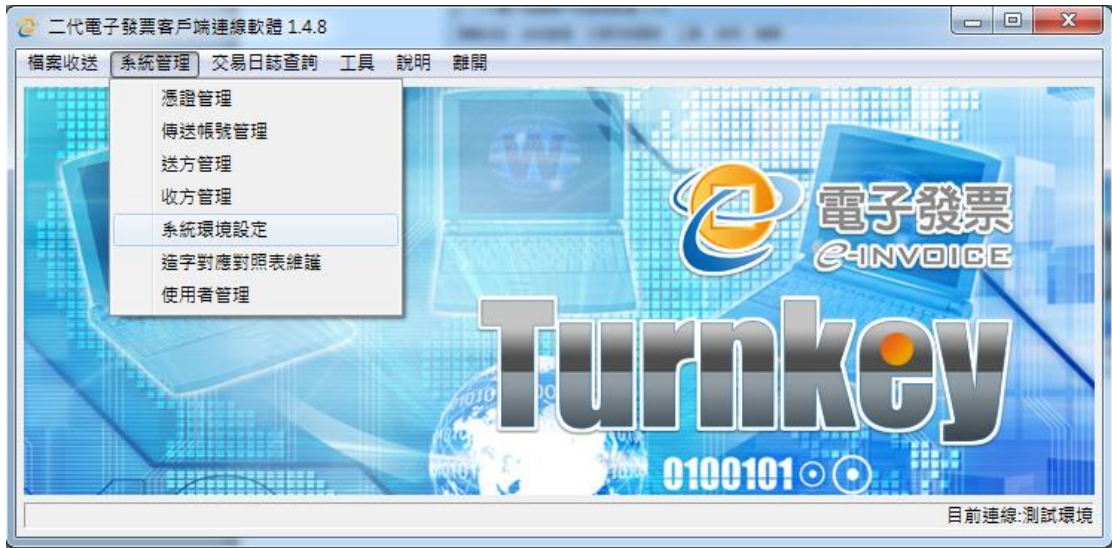 二代電子發票客戶端連線軟體 1.4.8
檔案收送 系統管理 交易日誌查詢 工具 說明 離開
憑證管理
傳送帳號管理
送方管理
收方管理
系統環境設定
造字對應對照表維護
使用者管理
電子發票
e-INVOICE
Turnkey
0100101
目前連線:測試環境